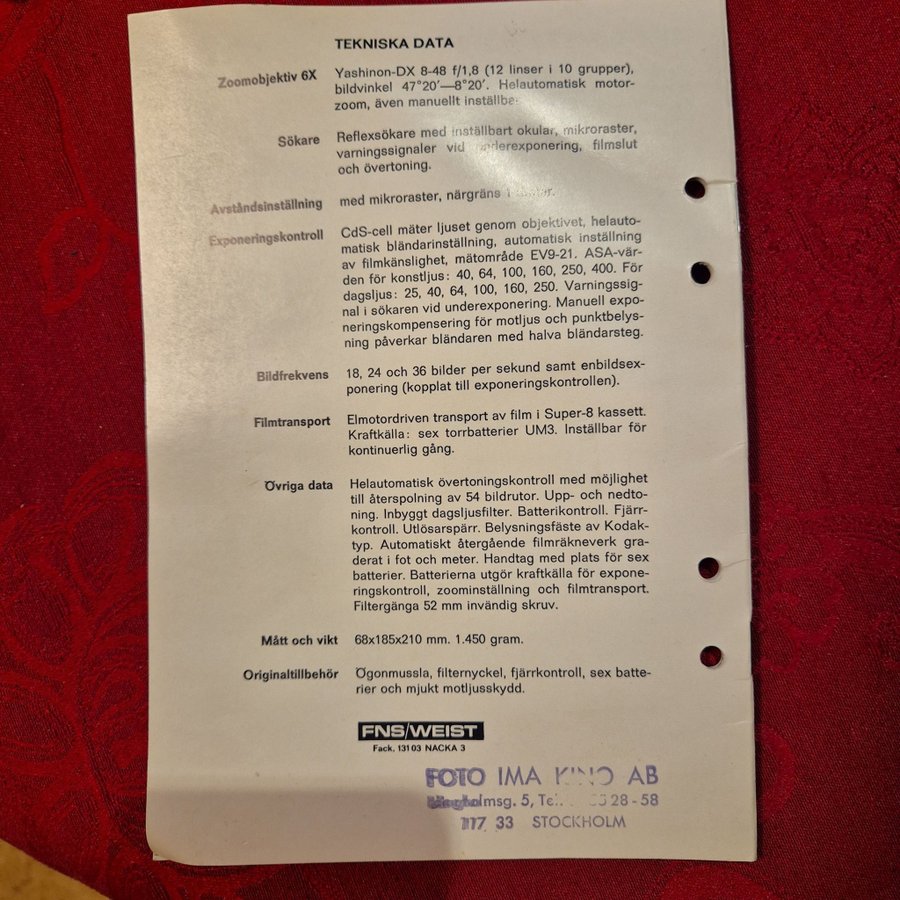 TEKNISKA DATA
Zoomobjektiv 6X
Yashinon-DX 8-48 f/1,8 (12 linser i 10 grupper),
bildvinkel 47°20′—8°20′. Helautomatisk motor-
zoom, även manuellt inställbar
Sökare
Reflexsökare med inställbart okular, mikroraster,
varningssignaler vid underexponering, filmslut
och övertoning.
Avståndsinställning
med mikroraster, närgräns
Exponeringskontroll
CdS-cell mäter ljuset genom objektivet, helauto-
matisk bländarinställning, automatisk inställning
av filmkänslighet, mätområde EV9-21. ASA-vär-
den för konstljus: 40, 64, 100, 160, 250, 400. För
dagsljus: 25, 40, 64, 100, 160, 250. Varningssig-
nal i sökaren vid underexponering. Manuell expo-
neringskompensering för motljus och punktbelys-
ning påverkar bländaren med halva bländarsteg.
Bildfrekvens
18, 24 och 36 bilder per sekund samt enbildsex-
ponering (kopplat till exponeringskontrollen).
Filmtransport
Elmotordriven transport av film i Super-8 kassett.
Kraftkälla: sex torrbatterier UM3. Inställbar för
kontinuerlig gång.
Övriga data
Helautomatisk övertoningskontroll med möjlighet
till återspolning av 54 bildrutor. Upp- och nedto-
ning. Inbyggt dagsljusfilter. Batterikontroll. Fjärr-
kontroll. Utlösarspärr. Belysningsfäste av Kodak-
typ. Automatiskt återgående filmräkneverk gra-
derat i fot och meter. Handtag med plats för sex
batterier. Batterierna utgör kraftkälla för expone-
ringskontroll, zoominställning och filmtransport.
Filtergänga 52 mm invändig skruv.
Mått och vikt
68x185x210 mm. 1.450 gram.
Originaltillbehör
Ögonmussla, filternyckel, fjärrkontroll, sex batte-
rier och mjukt motljusskydd.
FNS/WEIST
Fack, 131 03 NACKA 3
FOTO IMA KINO AB
5, Tel. 28 - 58
117 33 STOCKHOLM